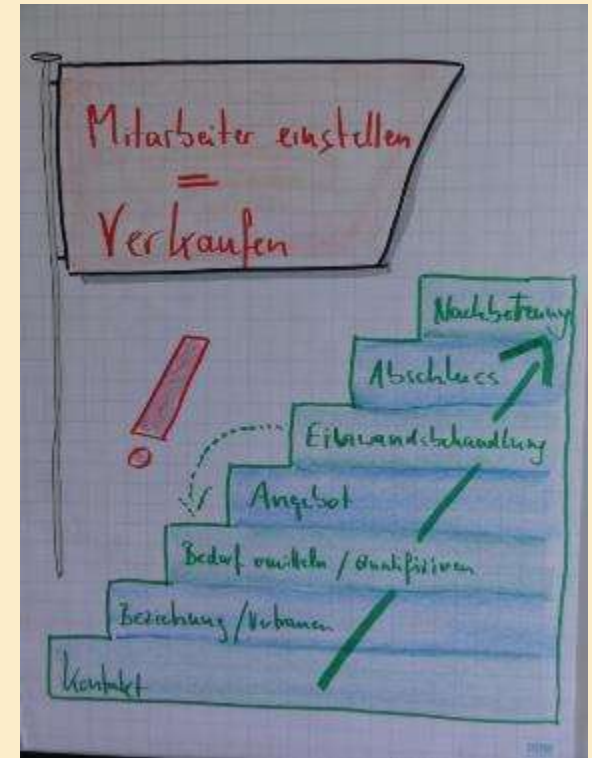 Mitarbeiter einstellen
=
Verkaufen
!
Nachbetreuung
Abschluss
Einwandsbehandlung
Angebot
Bedarf ermitteln / Qualifizieren
Beziehung / Vertrauen
Kontakt